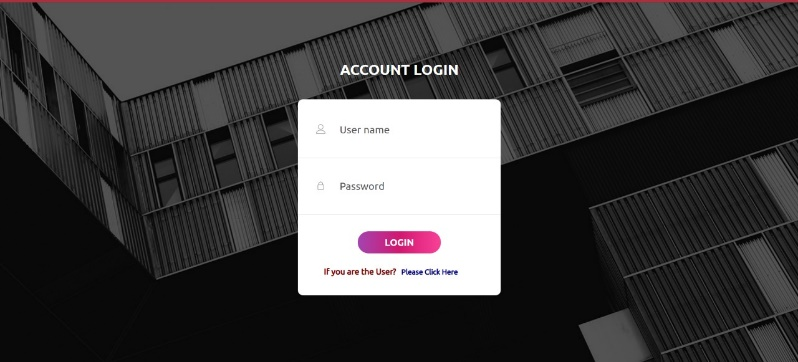 ACCOUNT LOGIN
User name
Password
LOGIN
If you are the User? Please Click Here